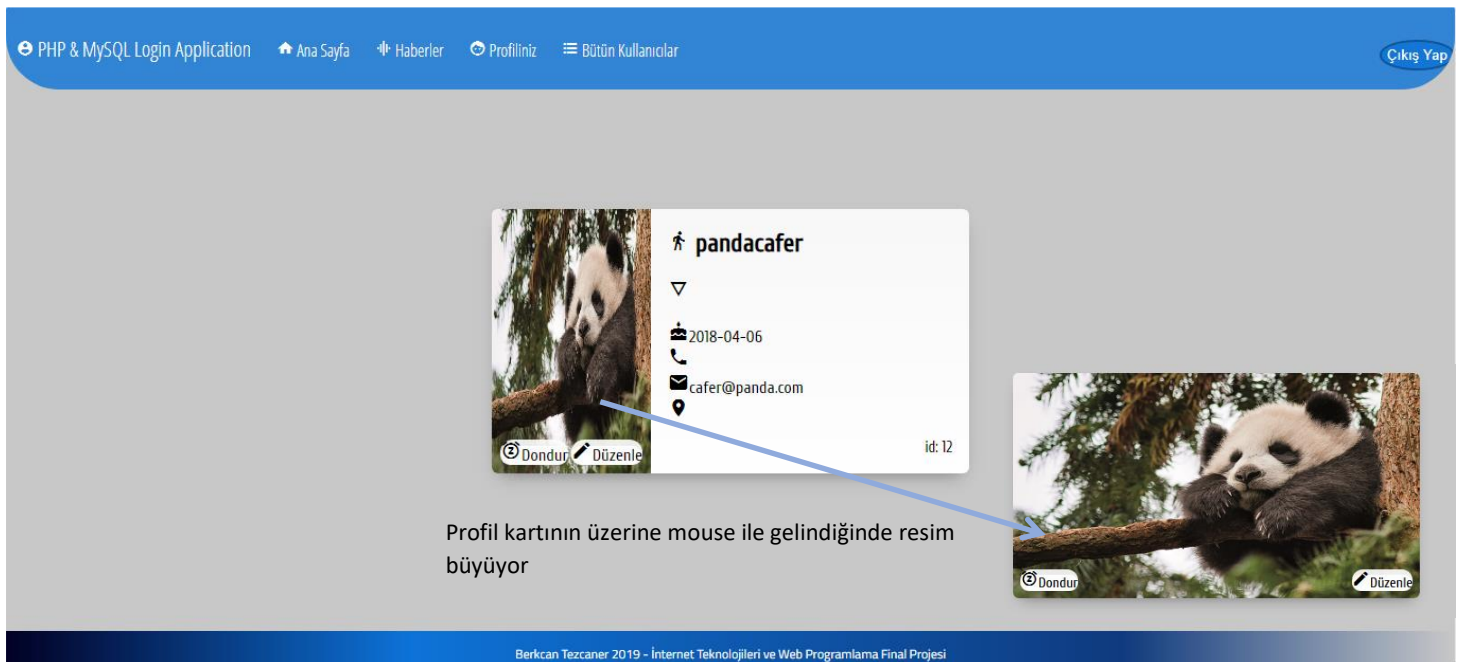 PHP & MySQL Login Application Ana Sayfa Haberler Profiliniz Bütün Kullanıcılar Çıkış Yap
pandacafer
2018-04-06
cafer@panda.com
id: 12
Dondur Düzenle
Profil kartının üzerine mouse ile gelindiğinde resim
büyüyor
Dondur Düzenle
Berkcan Tezcaner 2019 - İnternet Teknolojileri ve Web Programlama Final Projesi